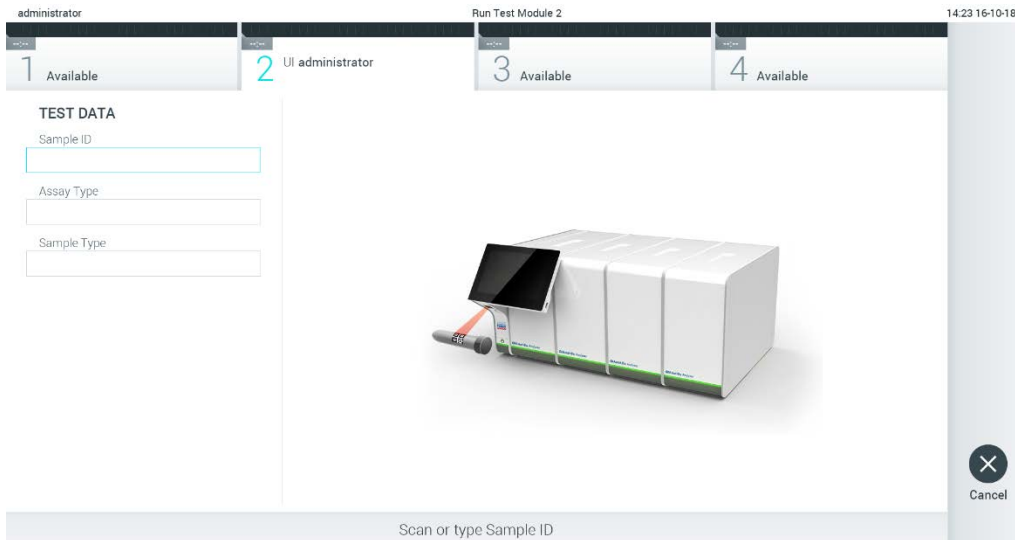 administrator
Run Test Module 2
14:23 16-10-18
--:--
--:--
--:--
--:--
1 Available
2 UI administrator
3 Available
4 Available
TEST DATA
Sample ID
Assay Type
Sample Type
Cancel
Scan or type Sample ID